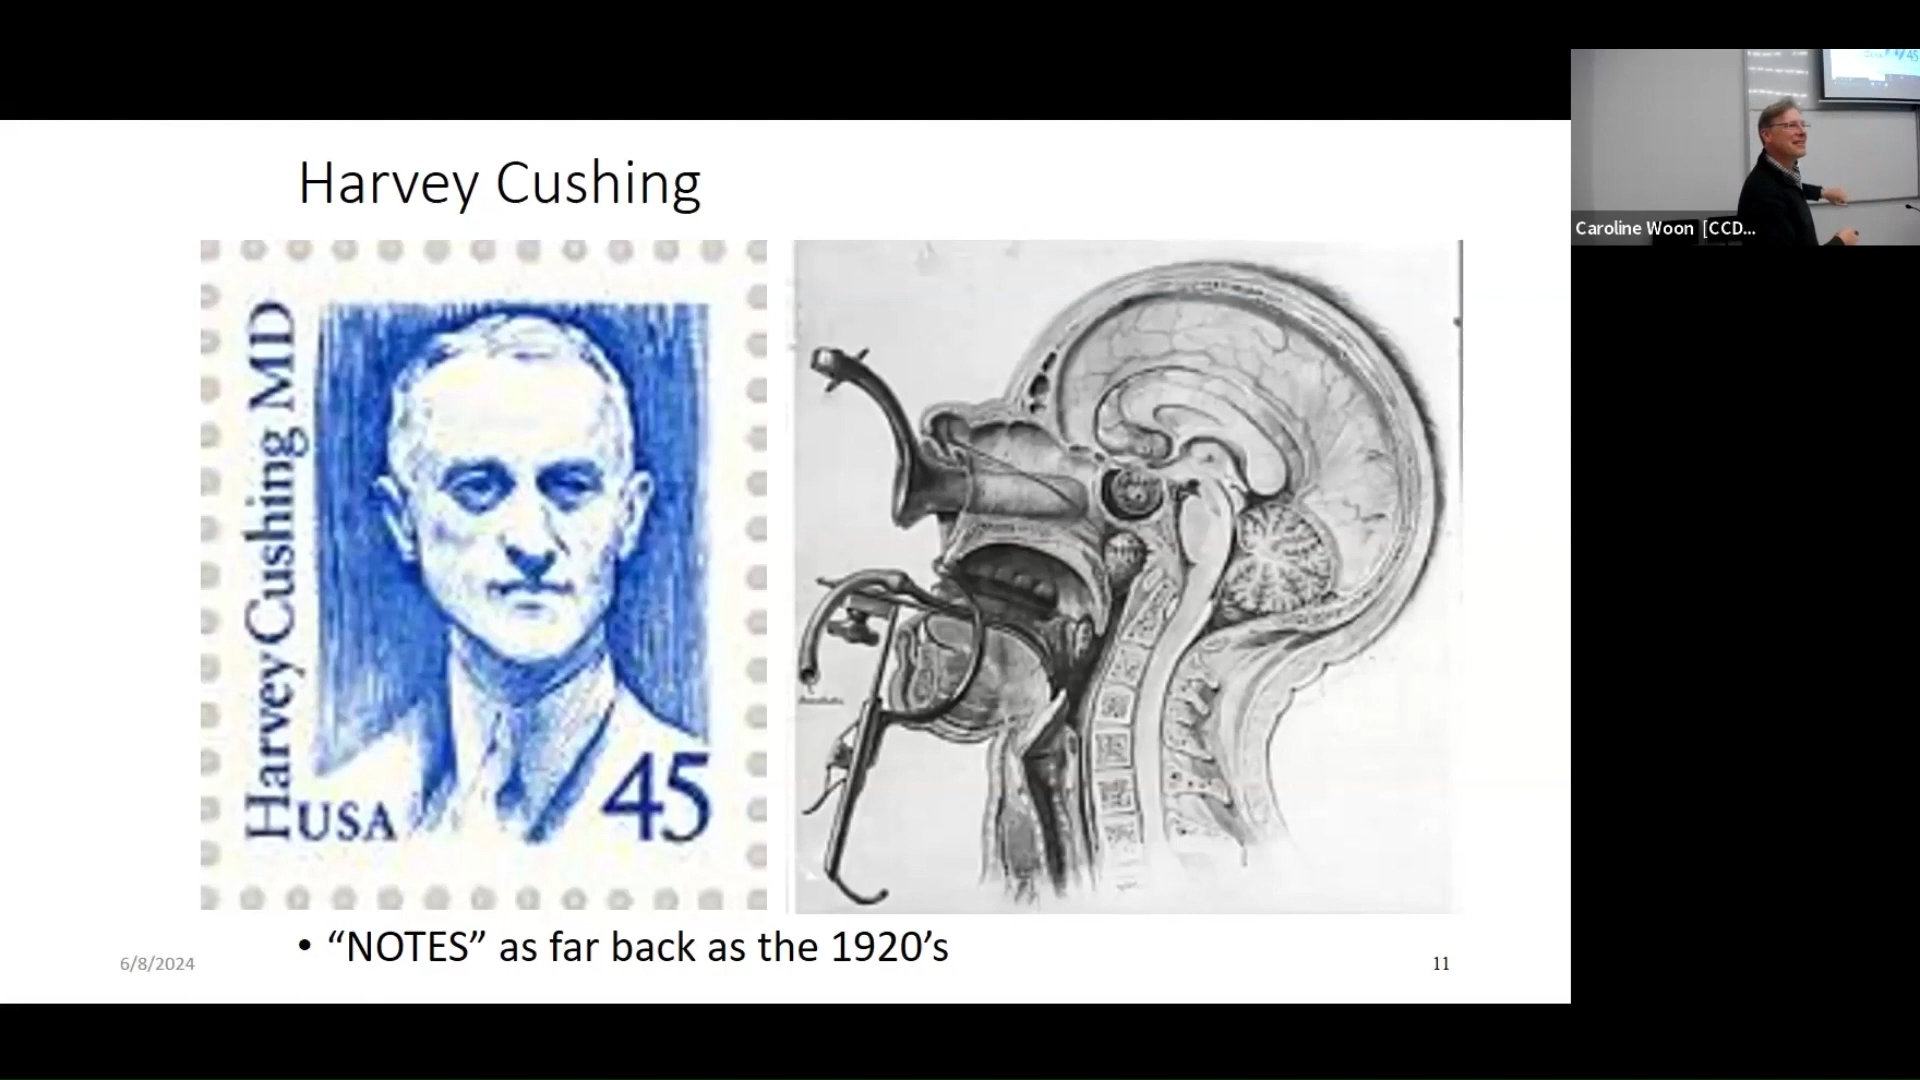 Harvey Cushing
Harvey Cushing MD
USA
45
• “NOTES” as far back as the 1920’s
6/8/2024
11
Caroline Woon [CCD...